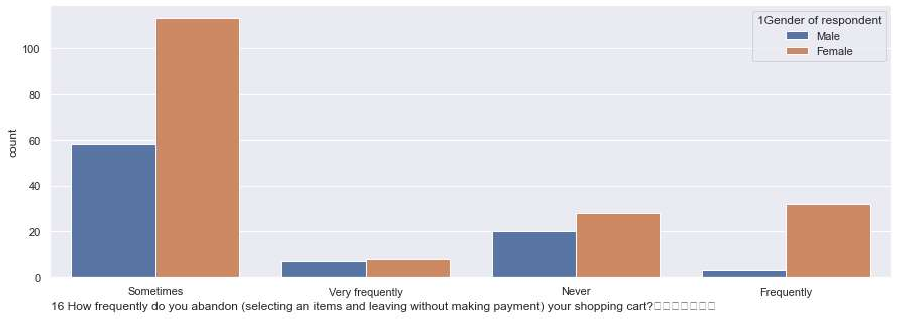 1Gender of respondent
Male
Female
100
80
60
40
20
0
count
Sometimes Very frequently Never Frequently
16 How frequently do you abandon (selecting an items and leaving without making payment) your shopping cart?□□□□□□□